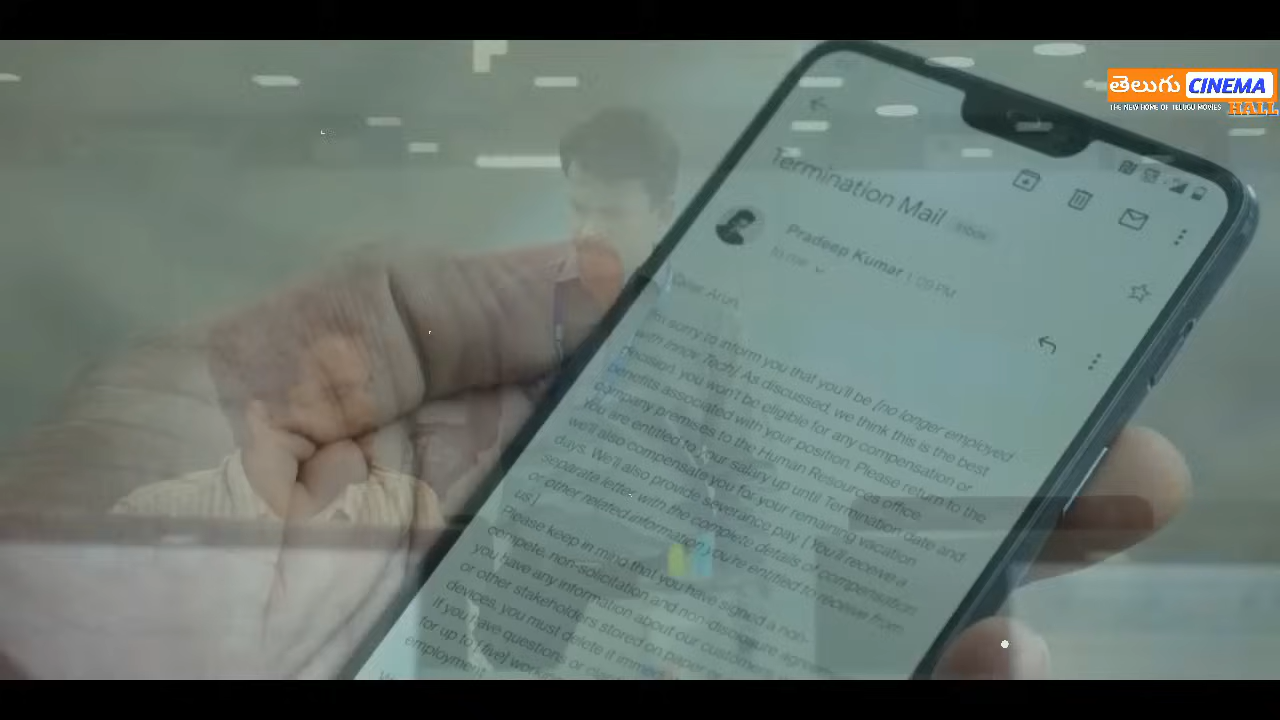 తెలుగు CINEMA
THE NEW HOME OF TELUGU MOVIES HALL
Termination Mail Inbox
Pradeep Kumar 1:09 PM
to me
Dear Arun,
I'm sorry to inform you that you'll be [no longer employed
with Innov Tech] As discussed, we think this is the best
decision, you won't be eligible for any compensation or
benefits associated with your position. Please return to the
company premises to the Human Resources office.
You are entitled to your salary up until Termination date and
we'll also compensate you for your remaining vacation
days. We'll also provide severance pay. [ You'll receive a
separate letter with the complete details of compensation
or other related information you're entitled to receive from
us.]
Please keep in mind that you have signed a non-
compete, non-solicitation and non-disclosure agreem
you have any information about our customers
or other stakeholders stored on paper or
devices, you must delete it immed
If you have questions or
for up to [five] work
employment